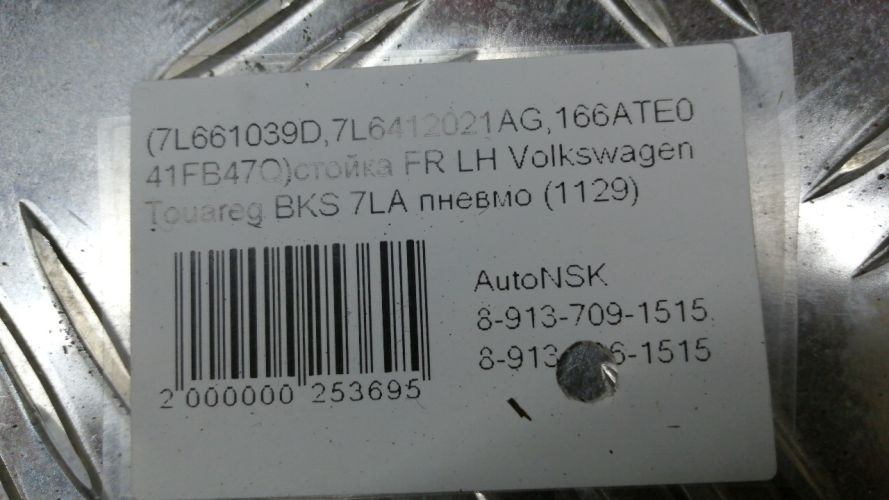 (7L661039D,7L6412021AG,166ATE0
41FB47Q)стойка FR LH Volkswagen
Touareg BKS 7LA пневмо (1129)
AutoNSK
8-913-709-1515
2 000000 253695